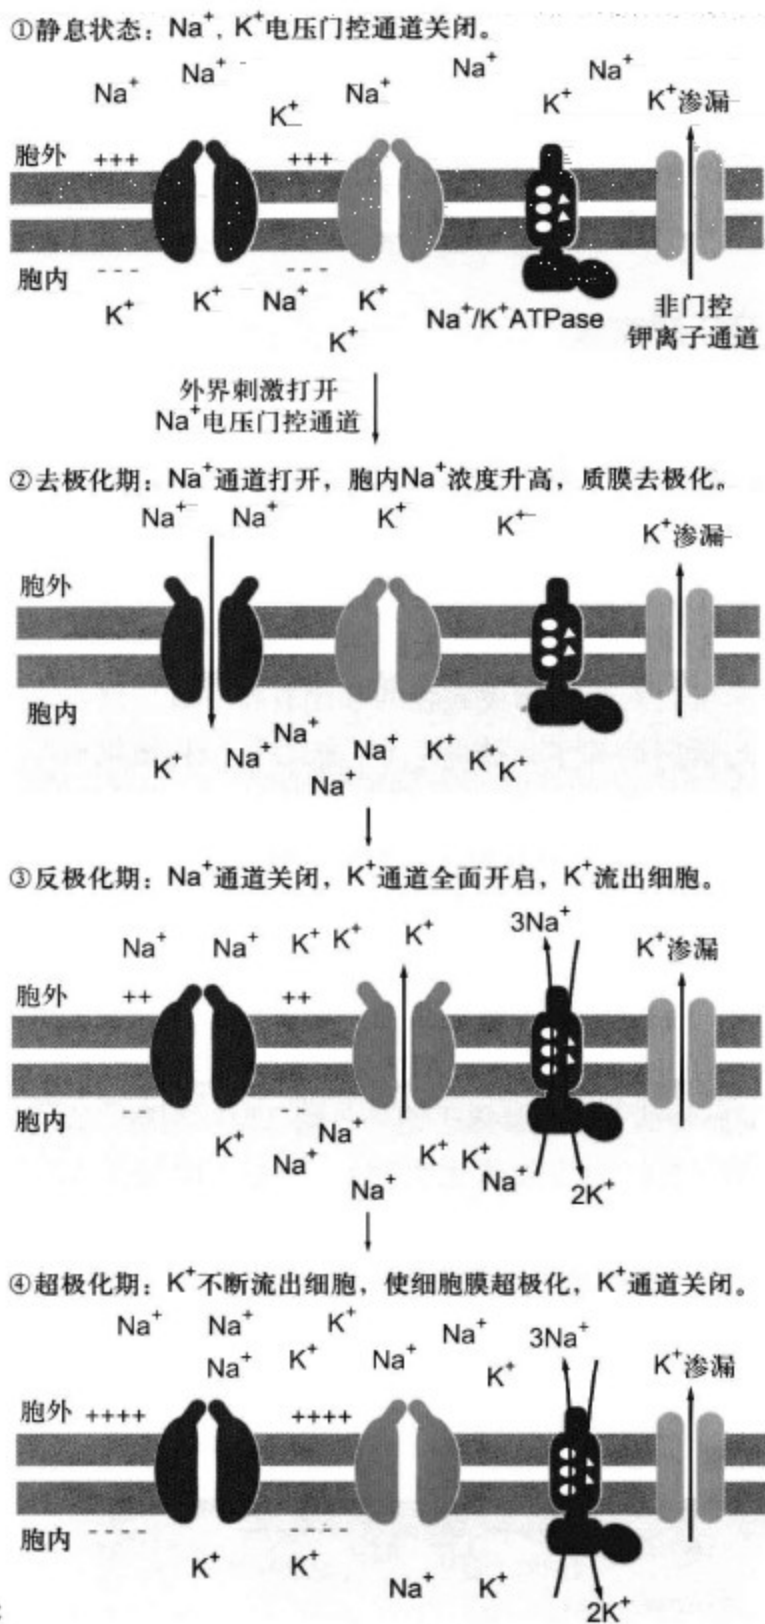 ①静息状态：Na⁺, K⁺电压门控通道关闭。
Na⁺ Na⁺ K⁺ Na⁺ Na⁺ K⁺ Na⁺ K⁺渗漏
胞外 +++ +++
胞内 --- ---
K⁺ K⁺ Na⁺ K⁺ K⁺ Na⁺/K⁺ATPase 非门控
钾离子通道
外界刺激打开
Na⁺电压门控通道
②去极化期：Na⁺通道打开，胞内Na⁺浓度升高，质膜去极化。
Na⁺ Na⁺ K⁺ K⁺ K⁺渗漏
胞外
胞内
K⁺ Na⁺ Na⁺ Na⁺ Na⁺ K⁺ K⁺ K⁺
③反极化期：Na⁺通道关闭，K⁺通道全面开启，K⁺流出细胞。
Na⁺ Na⁺ K⁺ K⁺ K⁺ 3Na⁺ K⁺渗漏
胞外 ++ ++
胞内 -- --
K⁺ Na⁺ Na⁺ Na⁺ K⁺ K⁺ Na⁺ 2K⁺
④超极化期：K⁺不断流出细胞，使细胞膜超极化，K⁺通道关闭。
Na⁺ Na⁺ Na⁺ K⁺ K⁺ Na⁺ Na⁺ K⁺ 3Na⁺ K⁺渗漏
胞外 ++++ ++++
胞内 ---- ----
K⁺ K⁺ Na⁺ K⁺ 2K⁺